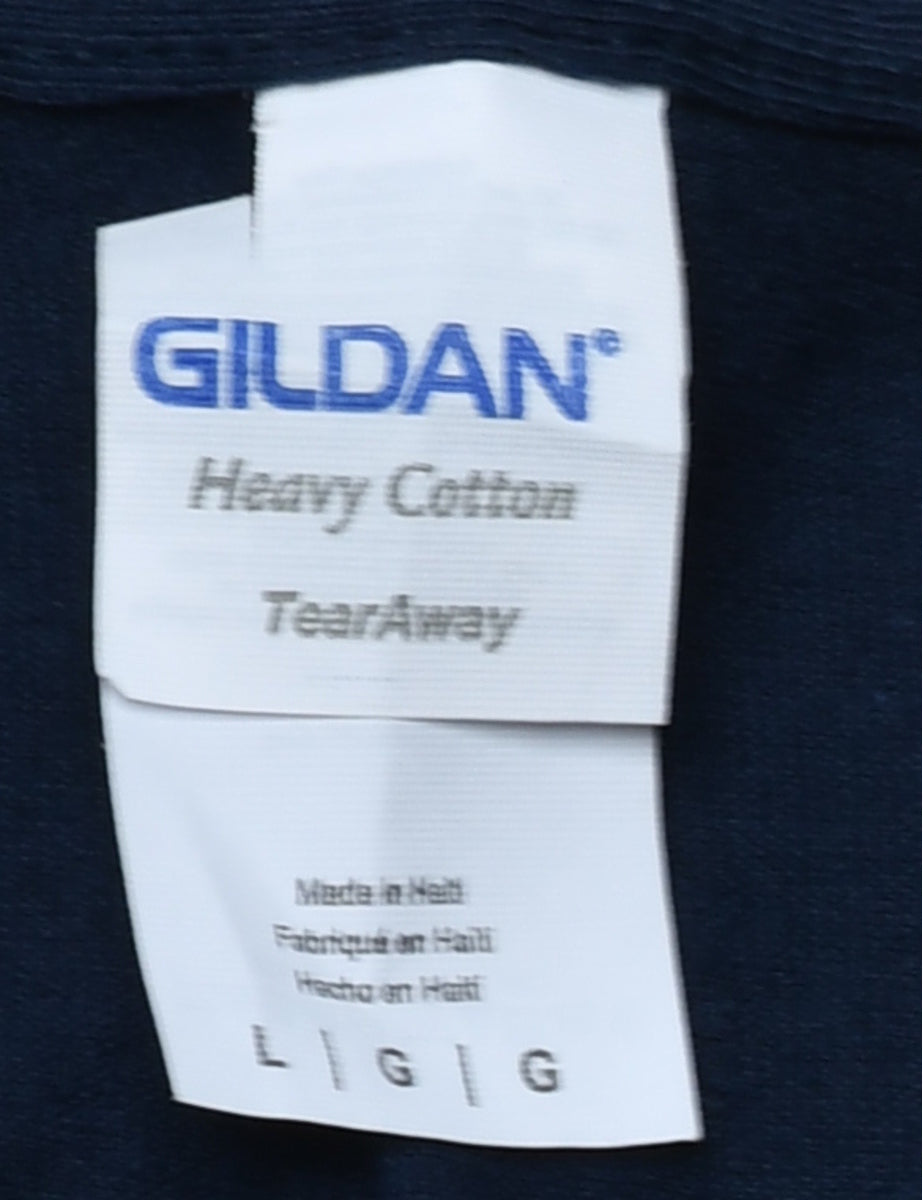 GILDAN®
Heavy Cotton
TearAway
Made in Haiti
Fabriqué en Haïti
Hecho en Haití
L | G | G